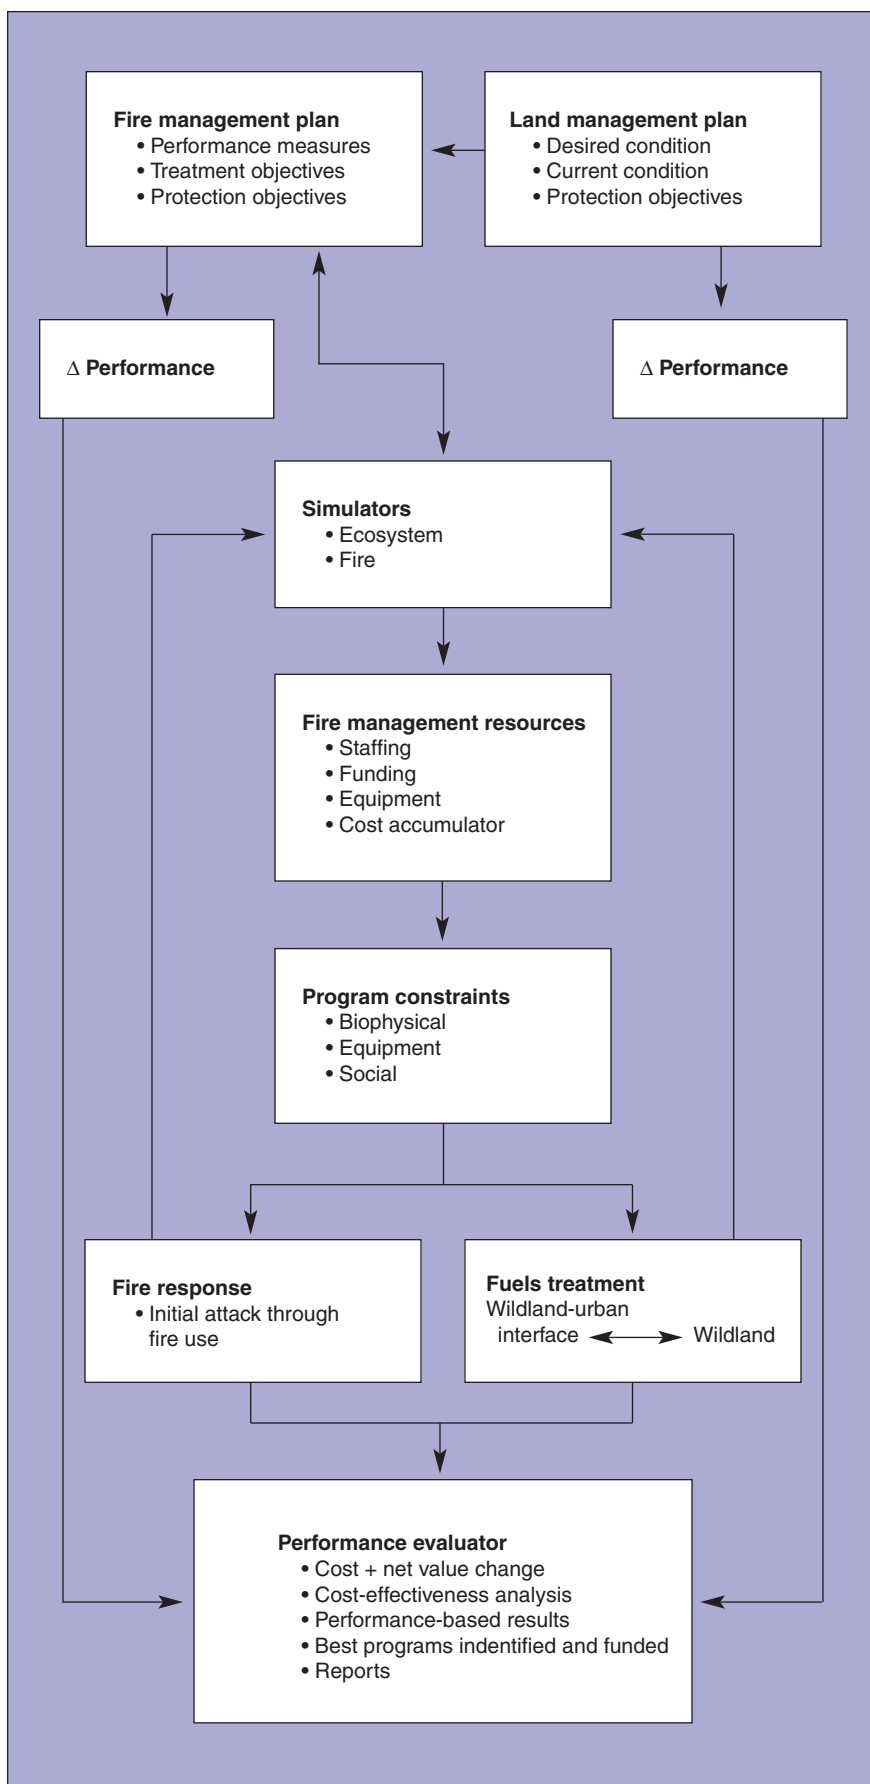 Fire management plan
• Performance measures
• Treatment objectives
• Protection objectives
Land management plan
• Desired condition
• Current condition
• Protection objectives
Δ Performance
Δ Performance
Simulators
• Ecosystem
• Fire
Fire management resources
• Staffing
• Funding
• Equipment
• Cost accumulator
Program constraints
• Biophysical
• Equipment
• Social
Fire response
• Initial attack through
fire use
Fuels treatment
Wildland-urban
interface Wildland
Performance evaluator
• Cost + net value change
• Cost-effectiveness analysis
• Performance-based results
• Best programs indentified and funded
• Reports